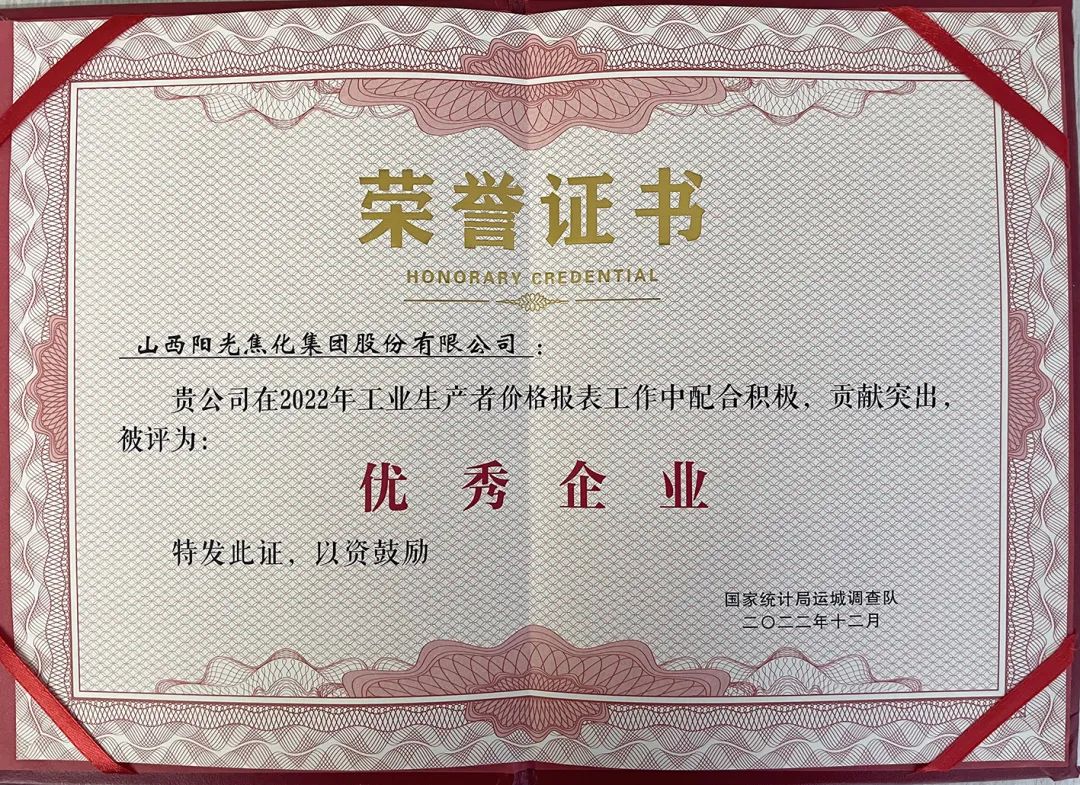 荣誉证书
HONORARY CREDENTIAL
山西阳光焦化集团股份有限公司：
贵公司在2022年工业生产者价格报表工作中配合积极，贡献突出，
被评为：
优秀企业
特发此证，以资鼓励
国家统计局运城调查队
二〇二二年十二月